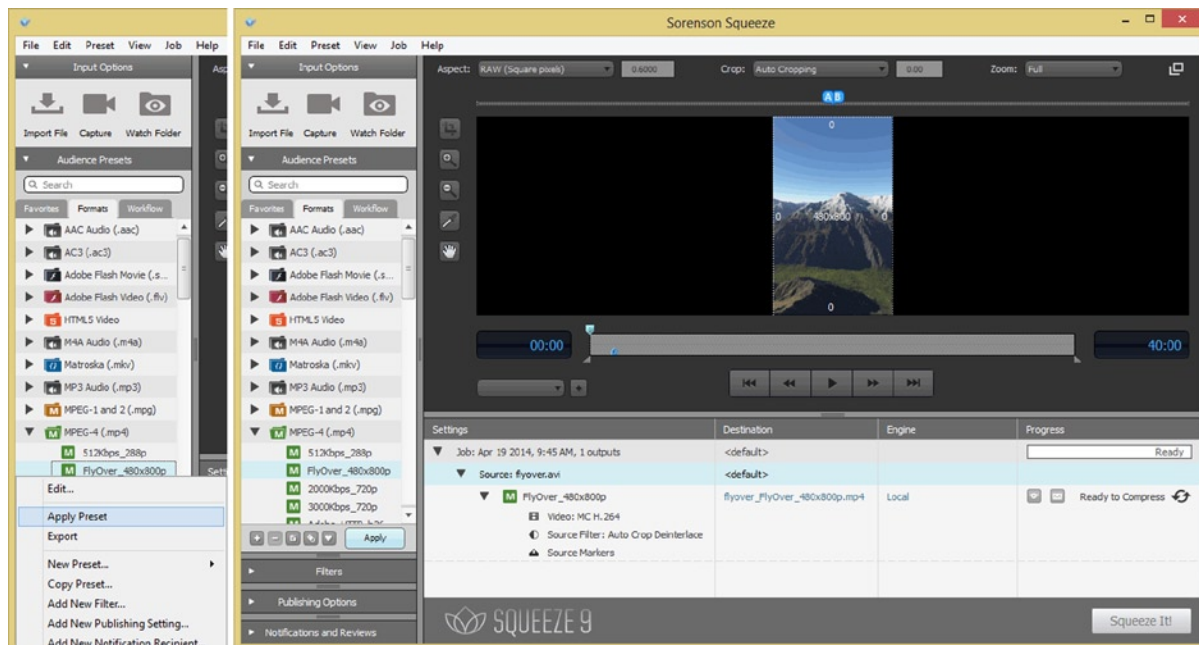 File Edit Preset View Job Help
Input Options
Import File Capture Watch Folder
Audience Presets
Search
Favorites Formats Workflow
AAC Audio (.aac)
AC3 (.ac3)
Adobe Flash Movie (.s...
Adobe Flash Video (.flv)
HTML5 Video
M4A Audio (.m4a)
Matroska (.mkv)
MP3 Audio (.mp3)
MPEG-1 and 2 (.mpg)
MPEG-4 (.mp4)
512Kbps_288p
FlyOver_480x800p
Edit...
Apply Preset
Export
New Preset...
Copy Preset...
Add New Filter...
Add New Publishing Setting...
Add New Notification Recipient
Sorenson Squeeze
File Edit Preset View Job Help
Input Options
Import File Capture Watch Folder
Audience Presets
Search
Favorites Formats Workflow
AAC Audio (.aac)
AC3 (.ac3)
Adobe Flash Movie (.s...
Adobe Flash Video (.flv)
HTML5 Video
M4A Audio (.m4a)
Matroska (.mkv)
MP3 Audio (.mp3)
MPEG-1 and 2 (.mpg)
MPEG-4 (.mp4)
512Kbps_288p
FlyOver_480x800p
2000Kbps_720p
3000Kbps_720p
Apply
Filters
Publishing Options
Notifications and Reviews
Aspect: RAW (Square pixels) 0.6000 Crop: Auto Cropping 0.00 Zoom: Full
A B
0
0 480x800 0
0
00:00 40:00
Settings Destination Engine Progress
Job: Apr 19 2014, 9:45 AM, 1 outputs <default> Ready
Source: flyover.avi <default>
FlyOver_480x800p flyover_FlyOver_480x800p.mp4 Local Ready to Compress
Video: MC H.264
Source Filter: Auto Crop Deinterlace
Source Markers
SQUEEZE 9
Squeeze It!